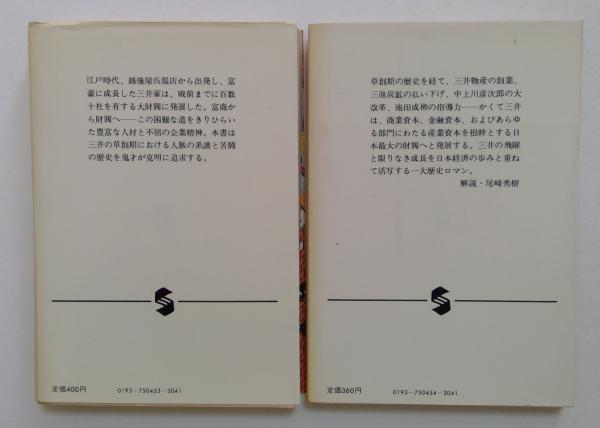 江戸時代、越後屋呉服店から出発し、富
豪に成長した三井家は、戦前までに百数
十社を有する大財閥に発展した。富商か
ら財閥へ——この困難な道をきりひらい
た豊富な人材と不屈の企業精神。本書は
三井の草創期における人脈の系譜と苦闘
の歴史を鬼才が克明に追求する。
定価400円
0193-750453-3041
草創期の歴史を経て、三井物産の創業、
三池炭鉱の払い下げ、中上川彦次郎の大
改革、池田成彬の指導力——かくて三井
は、商業資本、金融資本、およびあらゆ
る部門にわたる産業資本を根幹とする日
本最大の財閥へと発展する。三井の飛躍
と限りなき成長を日本経済の歩みと重ね
て活写する一大歴史ロマン。
解説・尾崎秀樹
定価360円
0193-750454-3041